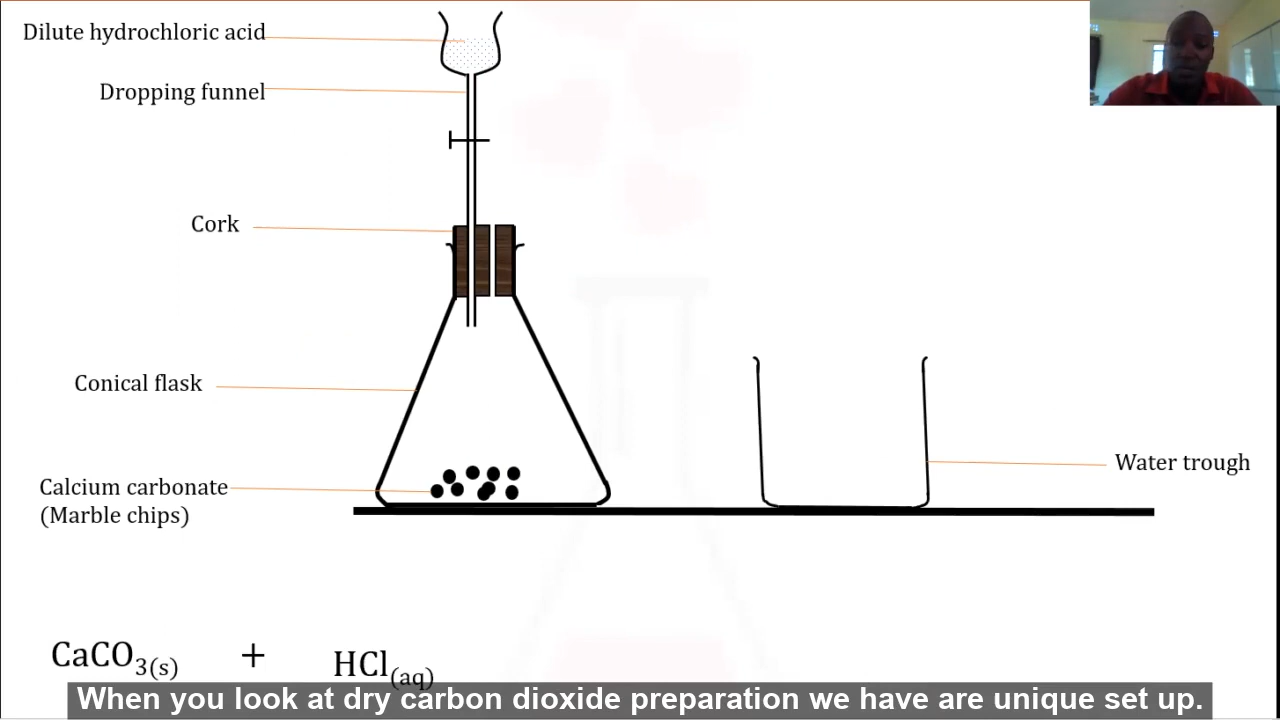 Dilute hydrochloric acid
Dropping funnel
Cork
Conical flask
Calcium carbonate
(Marble chips)
Water trough
CaCO3(s) + HCl(aq)
When you look at dry carbon dioxide preparation we have are unique set up.